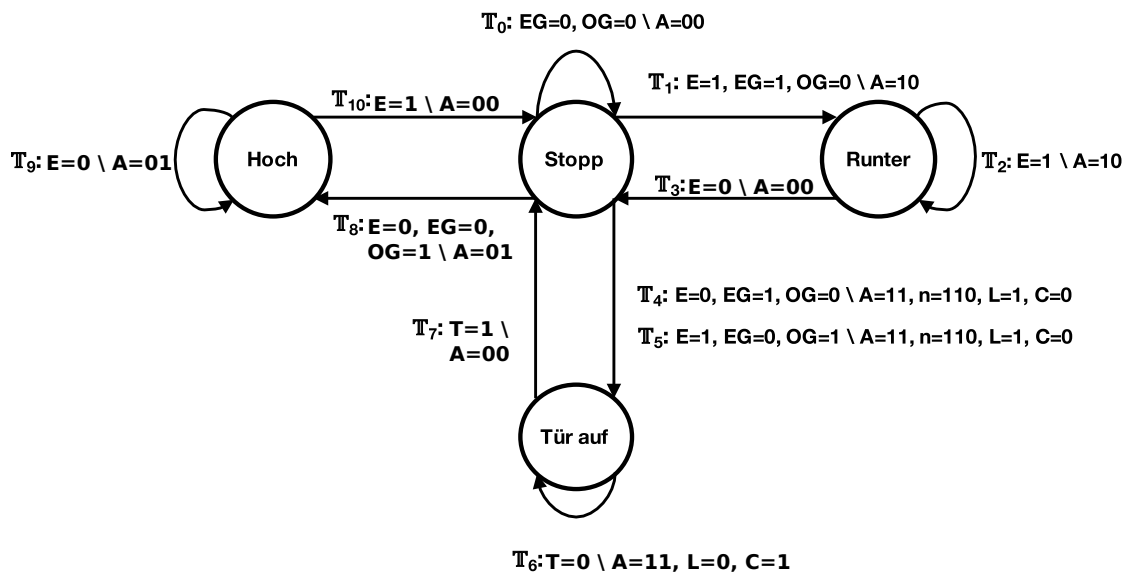 𝕋0: EG=0, OG=0 \ A=00
𝕋10: E=1 \ A=00
𝕋1: E=1, EG=1, OG=0 \ A=10
Hoch
Stopp
Runter
𝕋9: E=0 \ A=01
𝕋2: E=1 \ A=10
𝕋3: E=0 \ A=00
𝕋8: E=0, EG=0,
OG=1 \ A=01
𝕋4: E=0, EG=1, OG=0 \ A=11, n=110, L=1, C=0
𝕋7: T=1 \
A=00
𝕋5: E=1, EG=0, OG=1 \ A=11, n=110, L=1, C=0
Tür auf
𝕋6: T=0 \ A=11, L=0, C=1